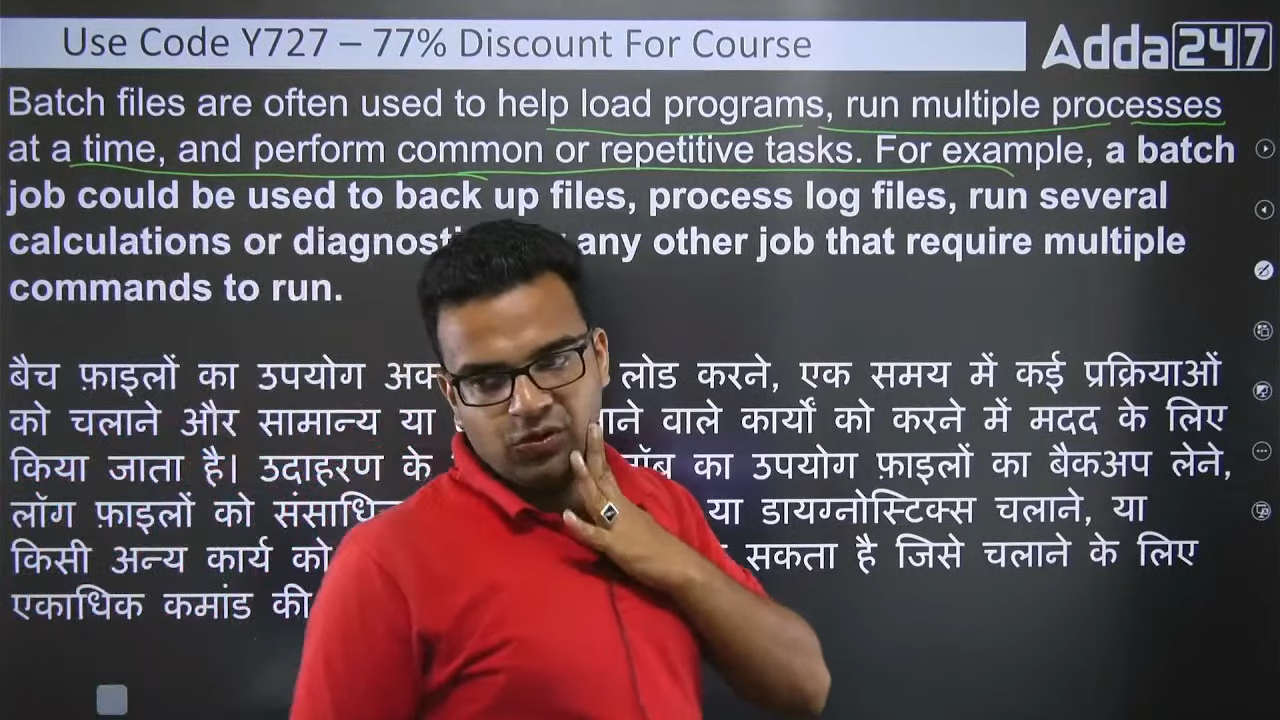 Use Code Y727 – 77% Discount For Course
Adda 247
Batch files are often used to help load programs, run multiple processes
at a time, and perform common or repetitive tasks. For example, a batch
job could be used to back up files, process log files, run several
calculations or any other job that require multiple
commands to run.
बैच फ़ाइलों का उपयोग लोड करने, एक समय में कई प्रक्रियाओं
को चलाने और सामान्य या वाले कार्यों को करने में मदद के लिए
किया जाता है। उदाहरण के का उपयोग फ़ाइलों का बैकअप लेने,
लॉग फ़ाइलों को या डायग्नोस्टिक्स चलाने, या
किसी अन्य कार्य को सकता है जिसे चलाने के लिए
एकाधिक कमांड की